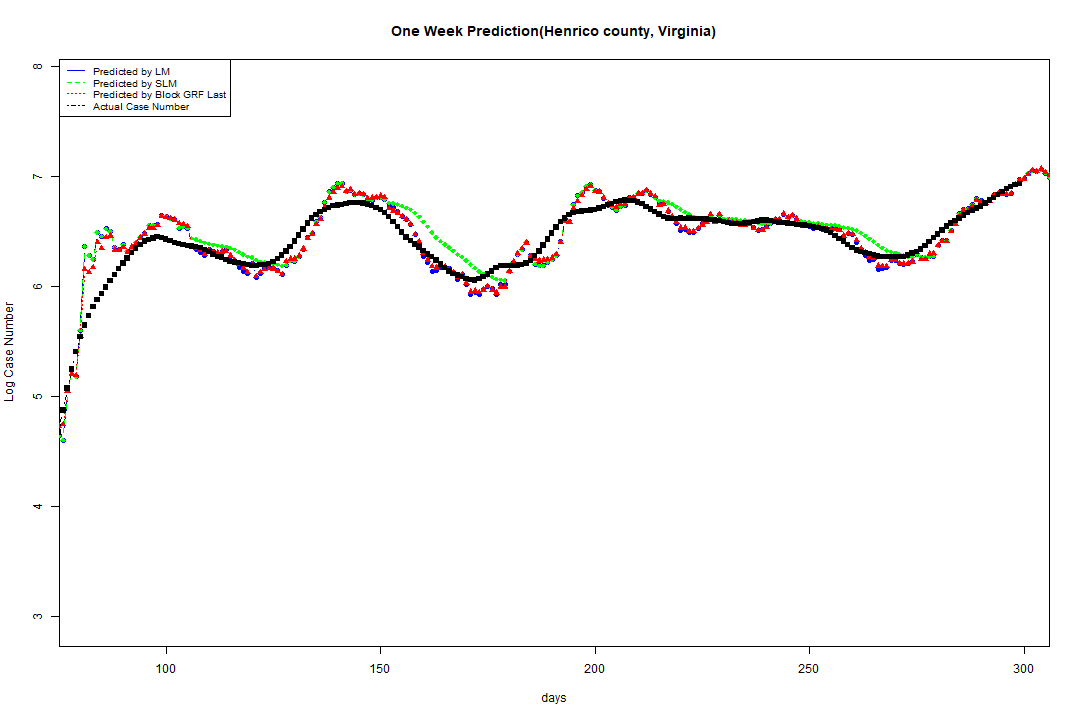 One Week Prediction(Henrico county, Virginia)
Predicted by LM
Predicted by SLM
Predicted by Block GRF Last
Actual Case Number
8
7
6
5
4
3
Log Case Number
100 150 200 250 300
days